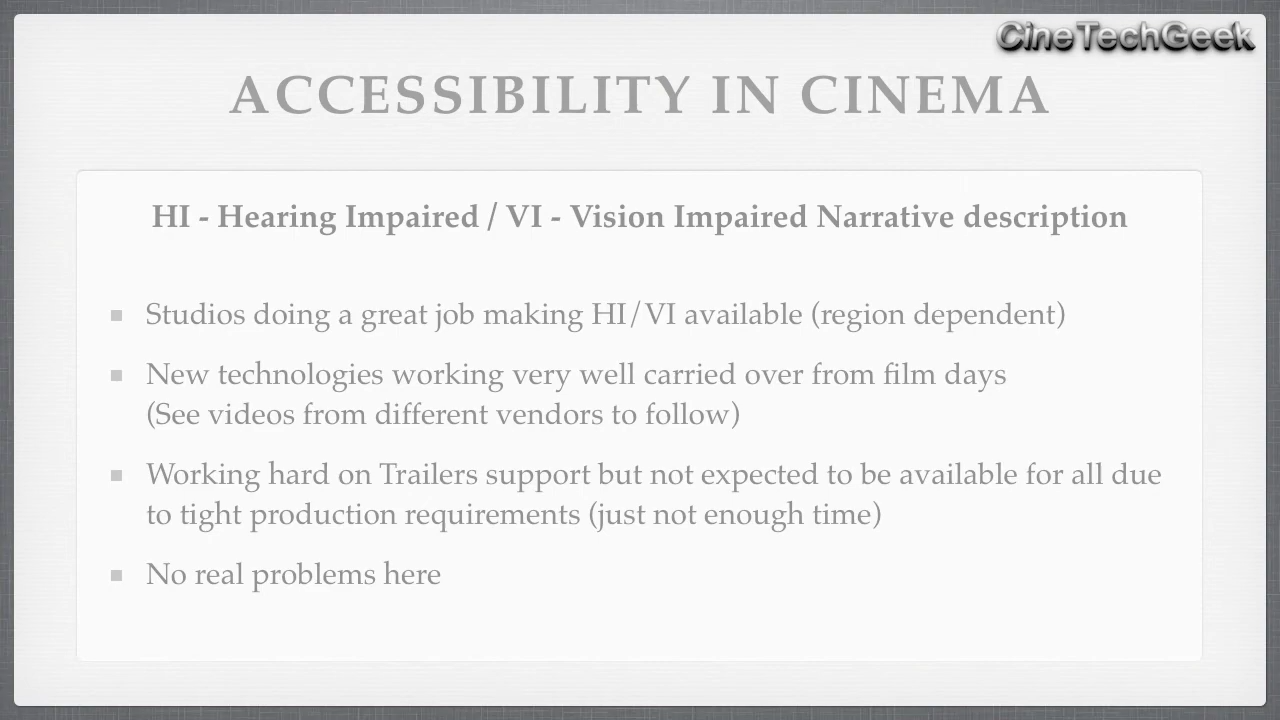 CineTechGeek
ACCESSIBILITY IN CINEMA
HI - Hearing Impaired / VI - Vision Impaired Narrative description
Studios doing a great job making HI/VI available (region dependent)
New technologies working very well carried over from film days
(See videos from different vendors to follow)
Working hard on Trailers support but not expected to be available for all due
to tight production requirements (just not enough time)
No real problems here